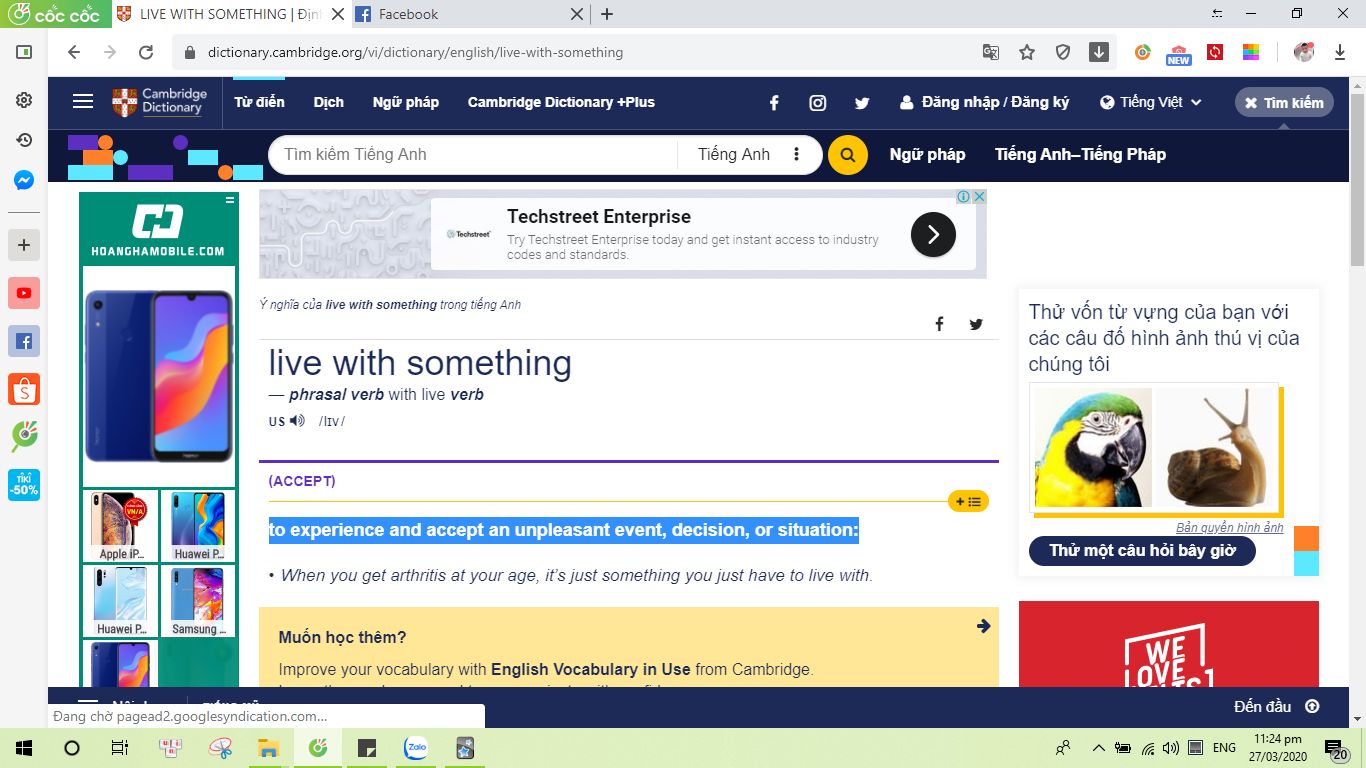 cốc cốc
LIVE WITH SOMETHING | Địn
Facebook
dictionary.cambridge.org/vi/dictionary/english/live-with-something
NEW
Cambridge
Dictionary
Từ điển Dịch Ngữ pháp Cambridge Dictionary +Plus
Đăng nhập / Đăng ký
Tiếng Việt
Tìm kiếm
Tìm kiếm Tiếng Anh
Tiếng Anh
Ngữ pháp Tiếng Anh–Tiếng Pháp
TIKI
-50%
HOANGHAMOBILE.COM
Apple iP...
Huawei P...
Huawei P...
Samsung ...
Techstreet
Techstreet Enterprise
Try Techstreet Enterprise today and get instant access to industry
codes and standards.
Ý nghĩa của live with something trong tiếng Anh
live with something
— phrasal verb with live verb
US /lɪv/
(ACCEPT)
to experience and accept an unpleasant event, decision, or situation:
• When you get arthritis at your age, it’s just something you just have to live with.
Muốn học thêm?
Improve your vocabulary with English Vocabulary in Use from Cambridge.
Thử vốn từ vựng của bạn với
các câu đố hình ảnh thú vị của
chúng tôi
Bản quyền hình ảnh
Thử một câu hỏi bây giờ
WE
Đến đầu
Đang chờ pagead2.googlesyndication.com...
Zalo
ENG
11:24 pm
27/03/2020
20